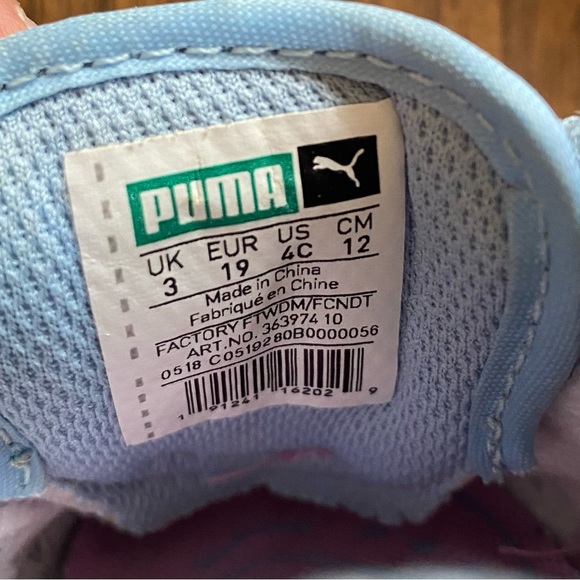 PUMA
UK EUR US CM
3 19 4C 12
Made in China
Fabriqué en Chine
FACTORY FTWDM/FCNDT
ART.NO. 363974 10
0518 C0519280B0000056
1 91241 16202 9